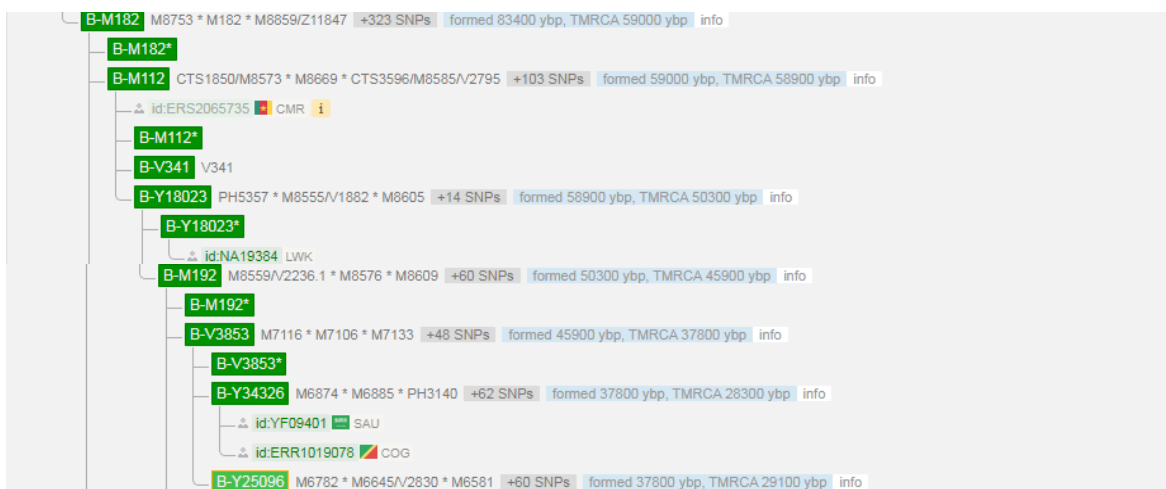 B-M182 M8753 * M182 * M8859/Z11847 +323 SNPs formed 83400 ybp, TMRCA 59000 ybp info
B-M182*
B-M112 CTS1850/M8573 * M8669 * CTS3596/M8585/V2795 +103 SNPs formed 59000 ybp, TMRCA 58900 ybp info
id:ERS2065735 CMR i
B-M112*
B-V341 V341
B-Y18023 PH5357 * M8555/V1882 * M8605 +14 SNPs formed 58900 ybp, TMRCA 50300 ybp info
B-Y18023*
id:NA19384 LWK
B-M192 M8559/V2236.1 * M8576 * M8609 +60 SNPs formed 50300 ybp, TMRCA 45900 ybp info
B-M192*
B-V3853 M7116 * M7106 * M7133 +48 SNPs formed 45900 ybp, TMRCA 37800 ybp info
B-V3853*
B-Y34326 M6874 * M6885 * PH3140 +62 SNPs formed 37800 ybp, TMRCA 28300 ybp info
id:YF09401 SAU
id:ERR1019078 COG
B-Y25096 M6782 * M6645/V2830 * M6581 +60 SNPs formed 37800 ybp, TMRCA 29100 ybp info